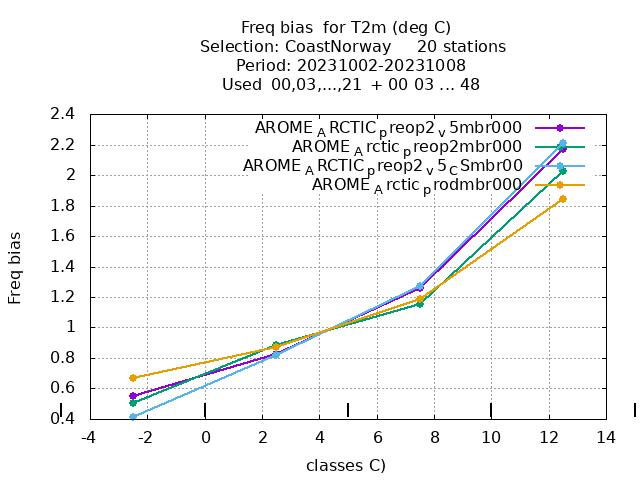 Freq bias for T2m (deg C)
Selection: CoastNorway 20 stations
Period: 20231002-20231008
Used 00,03,...,21 + 00 03 ... 48
AROME_ARCTIC_preop2_v5mbr000
AROME_Arctic_preop2mbr000
AROME_ARCTIC_preop2_v5_CSmbr00
AROME_Arctic_prodmbr000
2.4
2.2
2
1.8
1.6
1.4
1.2
1
0.8
0.6
0.4
Freq bias
-4 -2 0 2 4 6 8 10 12 14
classes C)